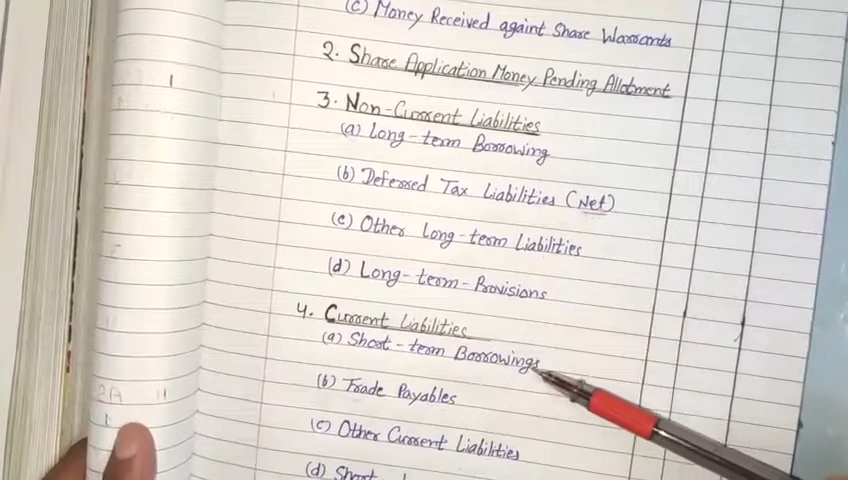 (c) Money Received againt Share Warrants
2. Share Application Money Pending Allotment
3. Non-Current Liabilities
(a) Long-term Borrowing
(b) Deferred Tax Liabilities (Net)
(c) Other Long-term Liabilities
(d) Long-term-Provisions
4. Current Liabilities
(a) Short-term Borrowings
(b) Trade Payables
(c) Other Current Liabilities
(d) Short